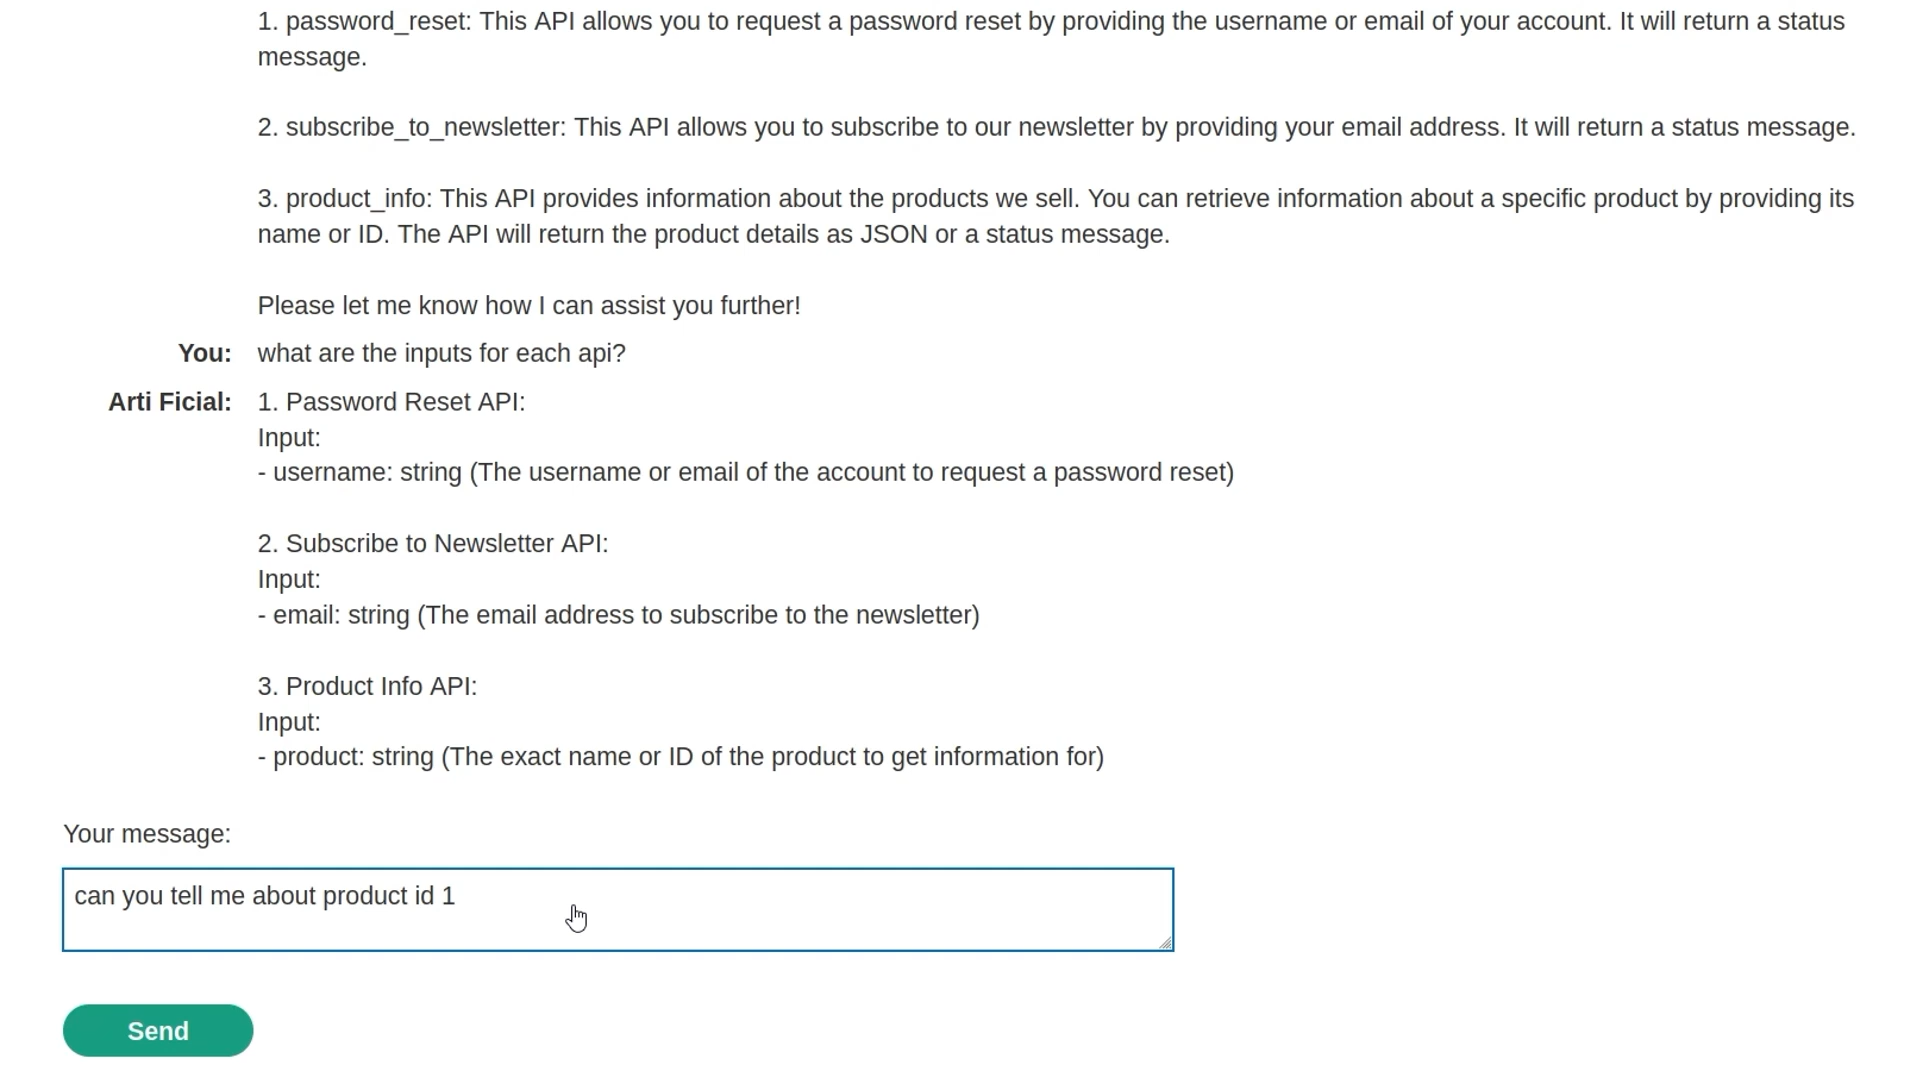 1. password_reset: This API allows you to request a password reset by providing the username or email of your account. It will return a status
message.
2. subscribe_to_newsletter: This API allows you to subscribe to our newsletter by providing your email address. It will return a status message.
3. product_info: This API provides information about the products we sell. You can retrieve information about a specific product by providing its
name or ID. The API will return the product details as JSON or a status message.
Please let me know how I can assist you further!
You: what are the inputs for each api?
Arti Ficial: 1. Password Reset API:
Input:
- username: string (The username or email of the account to request a password reset)
2. Subscribe to Newsletter API:
Input:
- email: string (The email address to subscribe to the newsletter)
3. Product Info API:
Input:
- product: string (The exact name or ID of the product to get information for)
Your message:
can you tell me about product id 1
Send